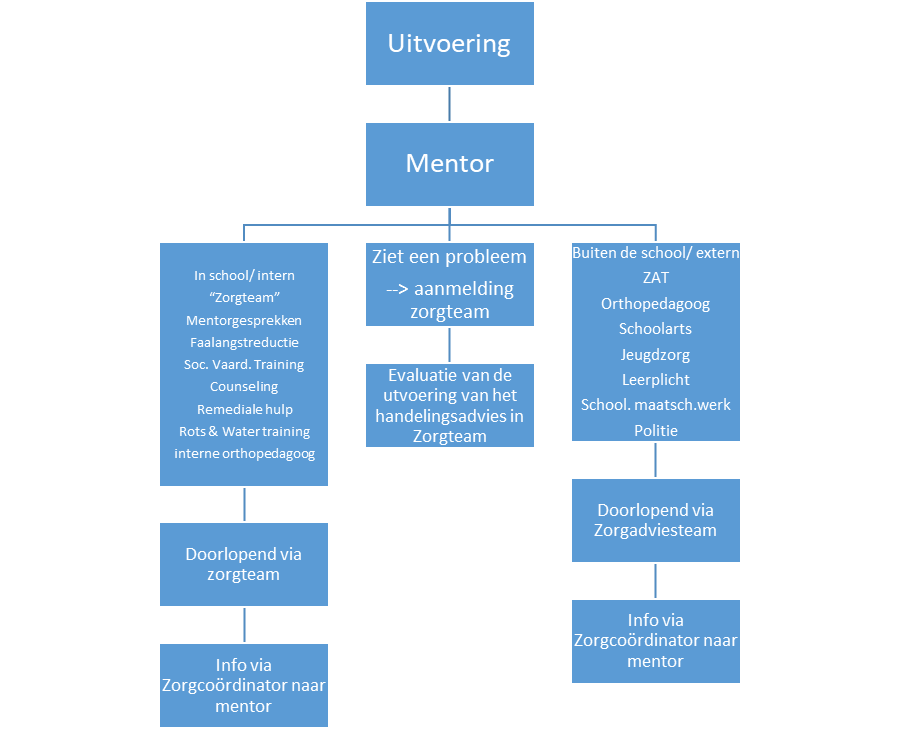 Uitvoering
Mentor
In school/ intern
“Zorgteam”
Mentorgesprekken
Faalangstreductie
Soc. Vaard. Training
Counseling
Remediale hulp
Rots & Water training
interne orthopedagoog
Doorlopend via
zorgteam
Info via
Zorgcoördinator naar
mentor
Ziet een probleem
--> aanmelding
zorgteam
Evaluatie van de
utvoering van het
handelingsadvies in
Zorgteam
Buiten de school/ extern
ZAT
Orthopedagoog
Schoolarts
Jeugdzorg
Leerplicht
School. maatsch.werk
Politie
Doorlopend via
Zorgadviesteam
Info via
Zorgcoördinator naar
mentor